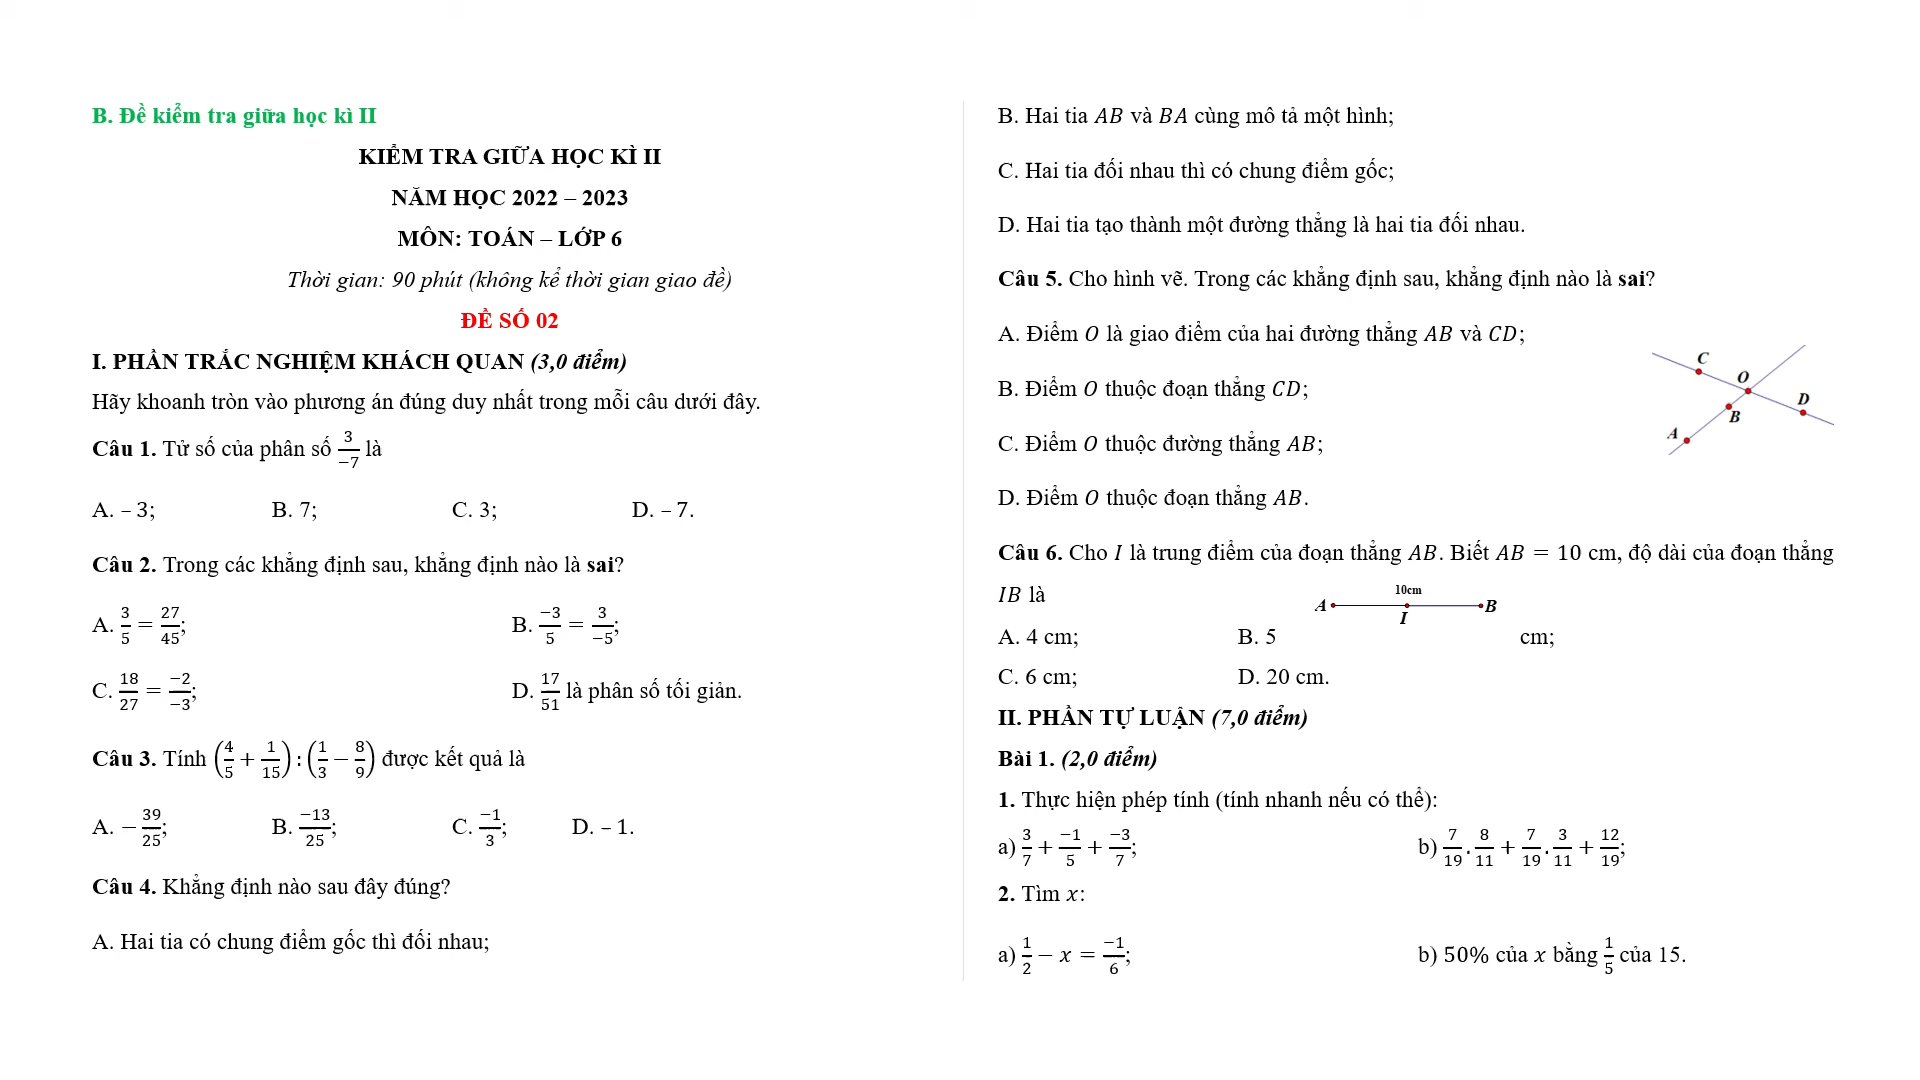 B. Đề kiểm tra giữa học kì II
KIỂM TRA GIỮA HỌC KÌ II
NĂM HỌC 2022 – 2023
MÔN: TOÁN – LỚP 6
Thời gian: 90 phút (không kể thời gian giao đề)
ĐỀ SỐ 02
I. PHẦN TRẮC NGHIỆM KHÁCH QUAN (3,0 điểm)
Hãy khoanh tròn vào phương án đúng duy nhất trong mỗi câu dưới đây.
Câu 1. Tử số của phân số 3/−7 là
A. – 3; B. 7; C. 3; D. – 7.
Câu 2. Trong các khẳng định sau, khẳng định nào là sai?
A. 3/5 = 27/45; B. −3/5 = 3/−5;
C. 18/27 = −2/−3; D. 17/51 là phân số tối giản.
Câu 3. Tính (4/5 + 1/15) : (1/3 − 8/9) được kết quả là
A. −39/25; B. −13/25; C. −1/3; D. – 1.
Câu 4. Khẳng định nào sau đây đúng?
A. Hai tia có chung điểm gốc thì đối nhau;
B. Hai tia AB và BA cùng mô tả một hình;
C. Hai tia đối nhau thì có chung điểm gốc;
D. Hai tia tạo thành một đường thẳng là hai tia đối nhau.
Câu 5. Cho hình vẽ. Trong các khẳng định sau, khẳng định nào là sai?
A. Điểm O là giao điểm của hai đường thẳng AB và CD;
B. Điểm O thuộc đoạn thẳng CD;
C. Điểm O thuộc đường thẳng AB;
D. Điểm O thuộc đoạn thẳng AB.
C
O
D
B
A
Câu 6. Cho I là trung điểm của đoạn thẳng AB. Biết AB = 10 cm, độ dài của đoạn thẳng
IB là
10cm
A B
I
A. 4 cm; B. 5 cm;
C. 6 cm; D. 20 cm.
II. PHẦN TỰ LUẬN (7,0 điểm)
Bài 1. (2,0 điểm)
1. Thực hiện phép tính (tính nhanh nếu có thể):
a) 3/7 + −1/5 + −3/7; b) 7/19 . 8/11 + 7/19 . 3/11 + 12/19;
2. Tìm x:
a) 1/2 − x = −1/6; b) 50% của x bằng 1/5 của 15.